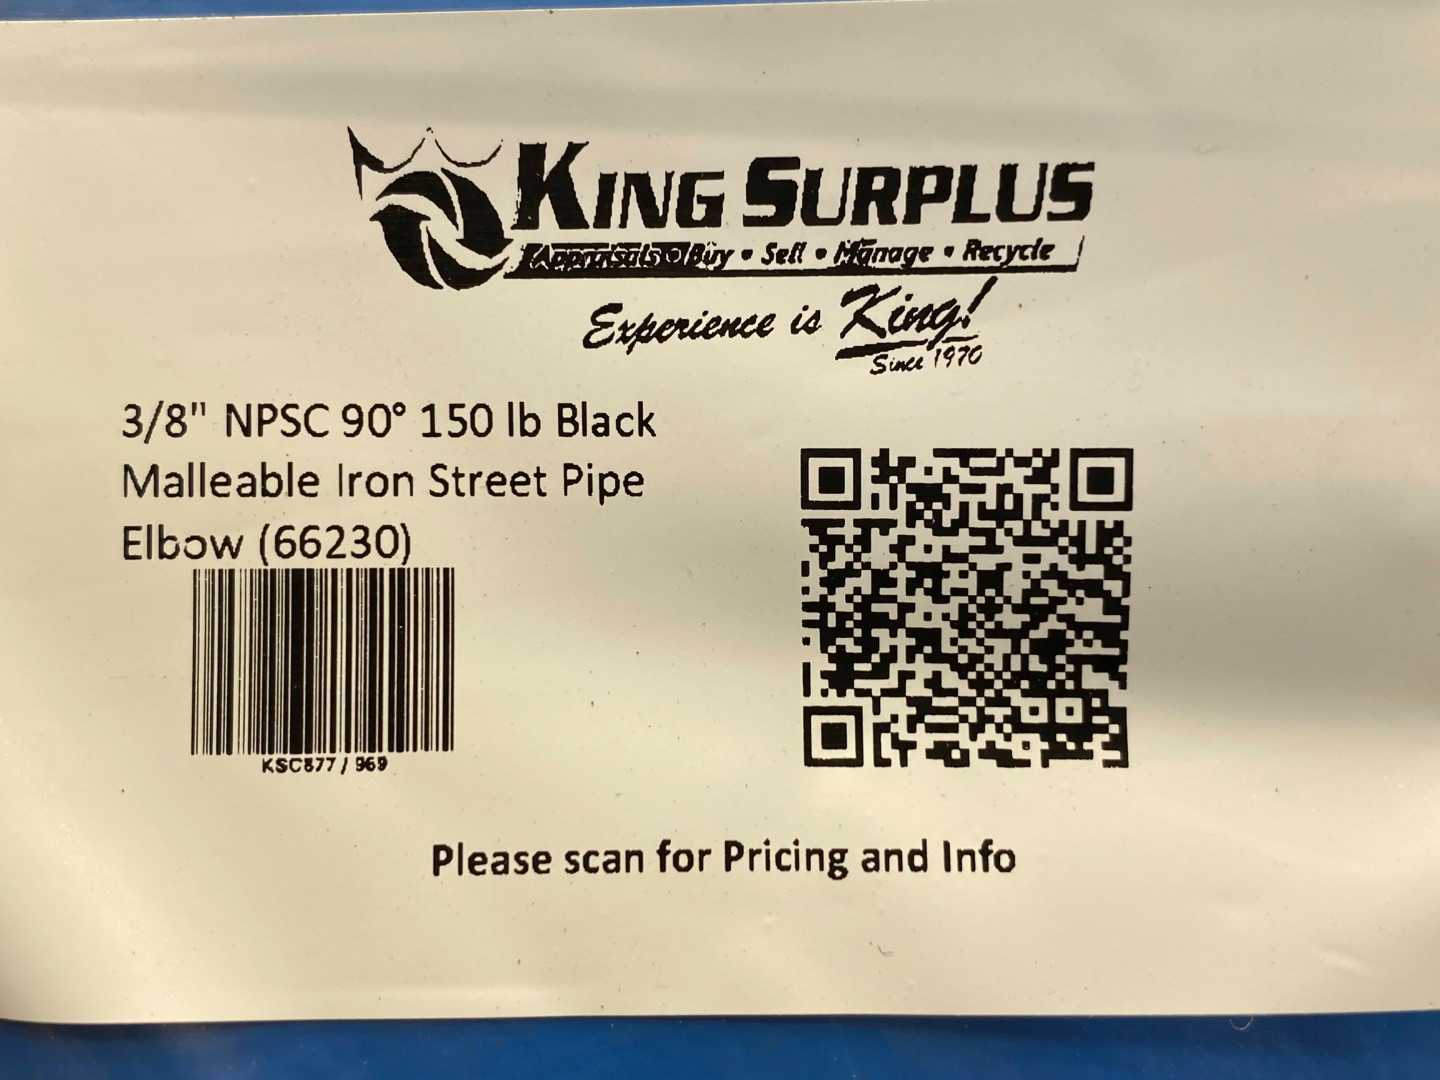 KING SURPLUS
Appraisals • Buy • Sell • Manage • Recycle
Experience is King!
Since 1970
3/8" NPSC 90° 150 lb Black
Malleable Iron Street Pipe
Elbow (66230)
KSC877 / 969
Please scan for Pricing and Info